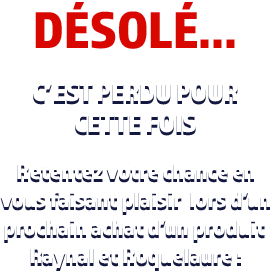 DÉSOLÉ...
C'EST PERDU POUR
CETTE FOIS
Retentez votre chance en
vous faisant plaisir lors d'un
prochain achat d'un produit
Raynal et Roquelaure !